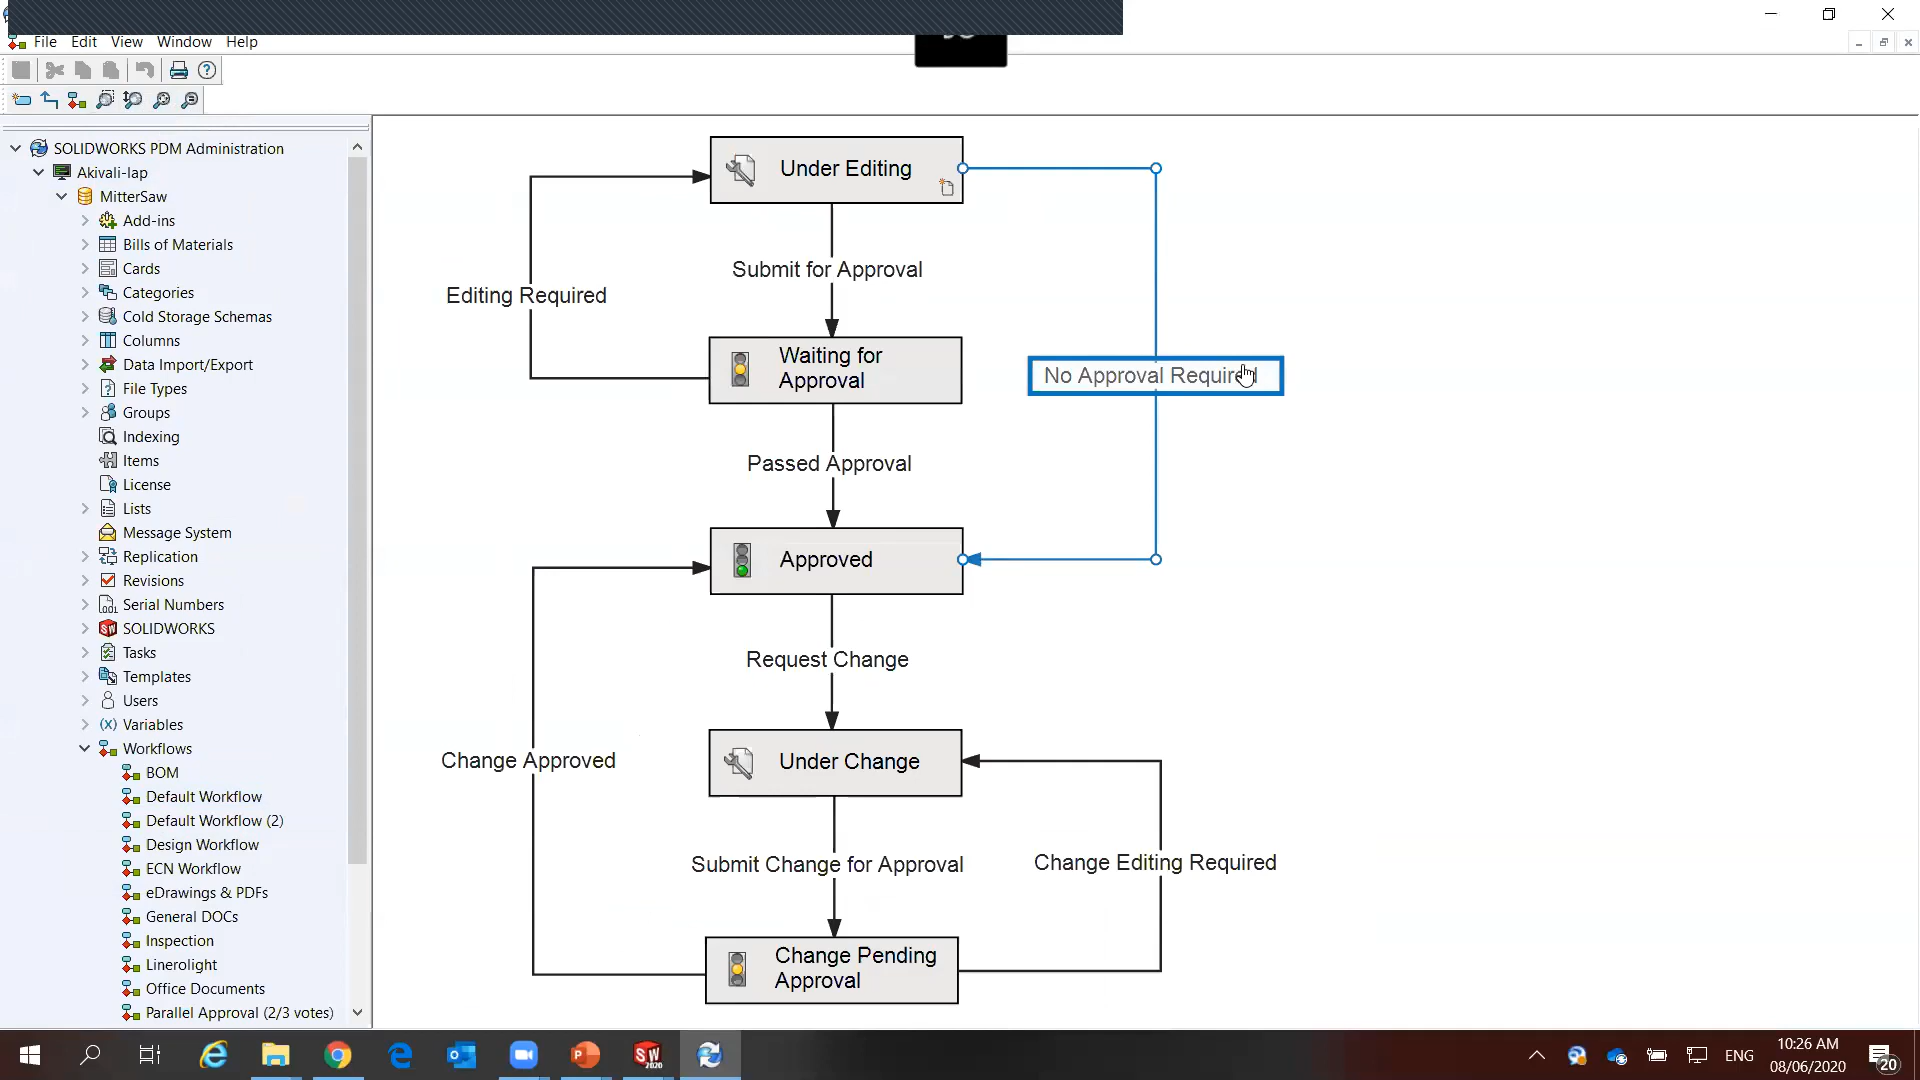 File Edit View Window Help
SOLIDWORKS PDM Administration
Akivali-lap
MitterSaw
Add-ins
Bills of Materials
Cards
Categories
Cold Storage Schemas
Columns
Data Import/Export
File Types
Groups
Indexing
Items
License
Lists
Message System
Replication
Revisions
Serial Numbers
SOLIDWORKS
Tasks
Templates
Users
Variables
Workflows
BOM
Default Workflow
Default Workflow (2)
Design Workflow
ECN Workflow
eDrawings & PDFs
General DOCs
Inspection
Linerolight
Office Documents
Parallel Approval (2/3 votes)
Under Editing
Submit for Approval
Editing Required
Waiting for
Approval
No Approval Required
Passed Approval
Approved
Request Change
Change Approved
Under Change
Submit Change for Approval
Change Editing Required
Change Pending
Approval
ENG
10:26 AM
08/06/2020
20